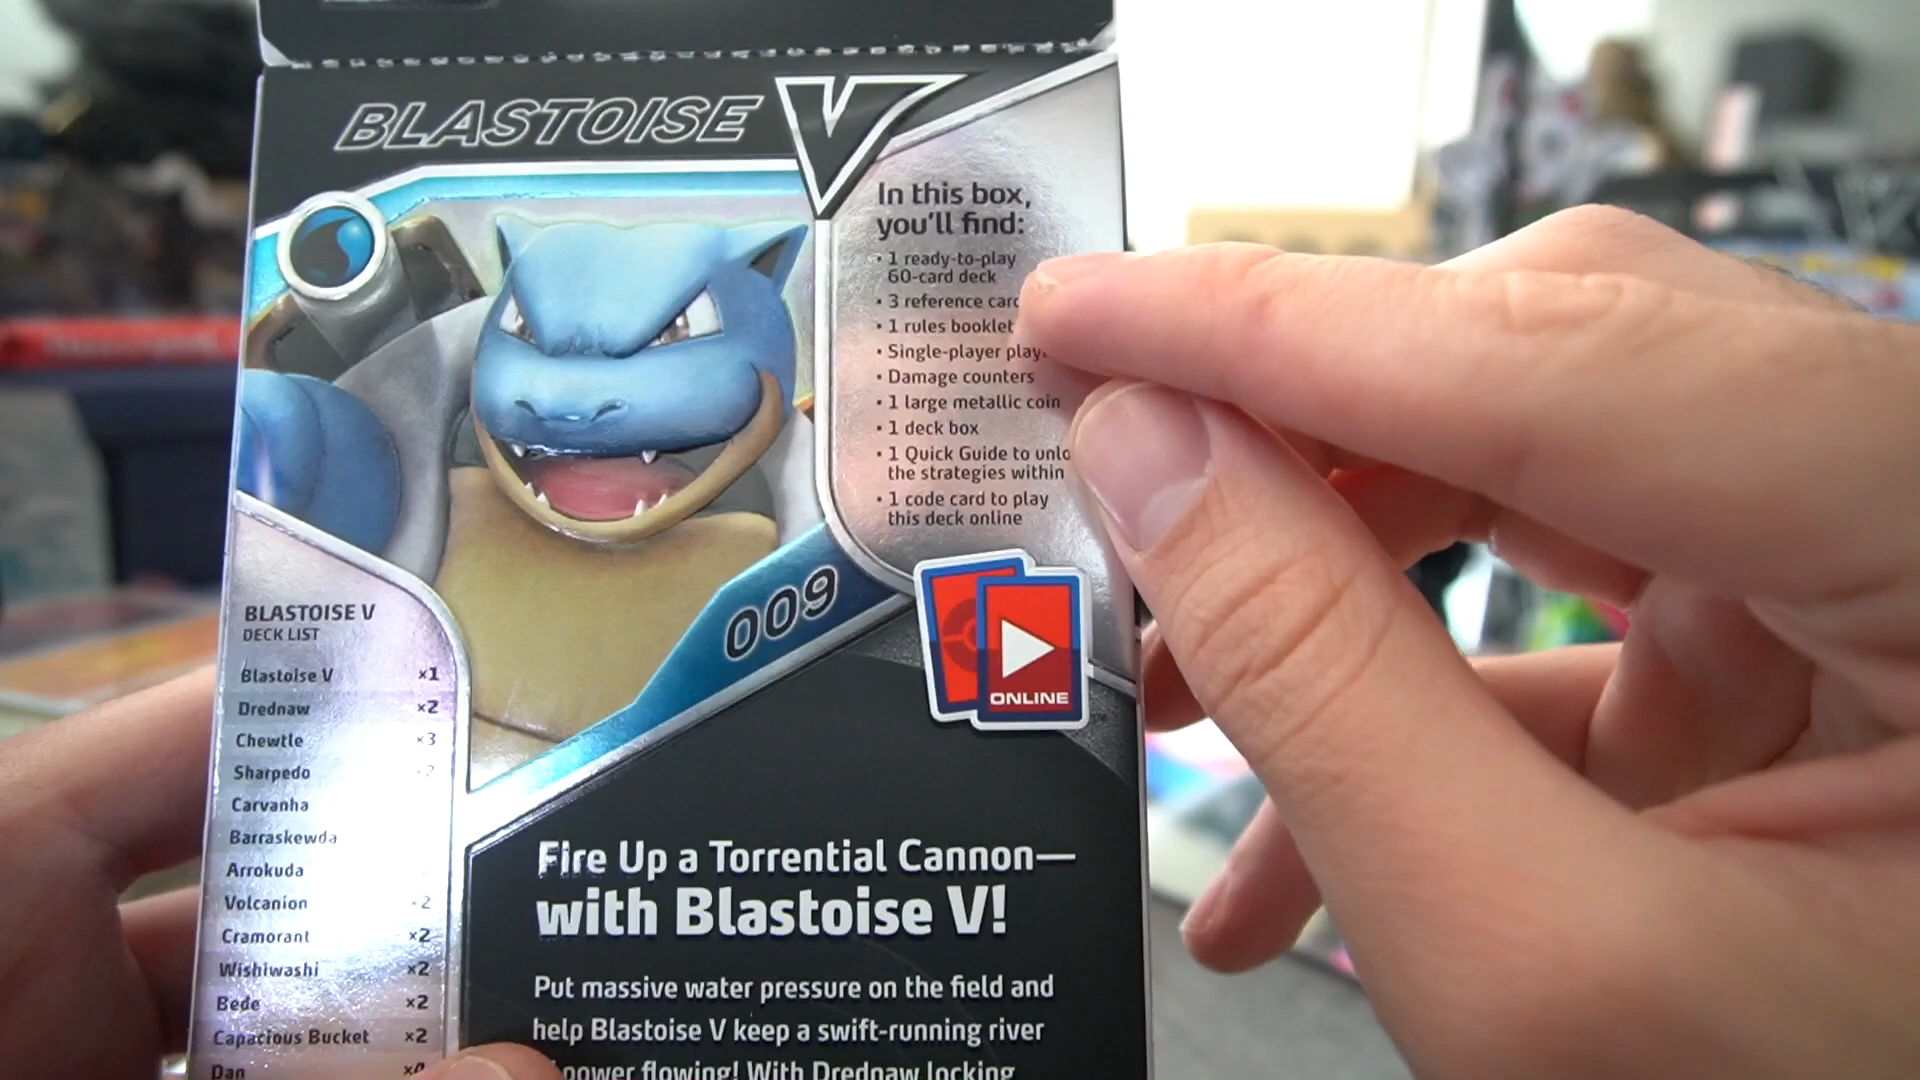 BLASTOISE V
In this box,
you'll find:
• 1 ready-to-play
60-card deck
• 3 reference
• 1 rules booklet
• Single-player
• Damage counters
• 1 large metallic coin
• 1 deck box
• 1 Quick Guide to
the strategies within
• 1 code card to play
this deck online
009
ONLINE
BLASTOISE V
DECK LIST
Blastoise V ×1
Drednaw ×2
Chewtle ×3
Sharpedo ×2
Carvanha
Barraskewda
Arrokuda
Volcanion ×2
Cramorant ×2
Wishiwashi ×2
Bede ×2
Capacious Bucket ×2
Dan
Fire Up a Torrential Cannon—
with Blastoise V!
Put massive water pressure on the field and
help Blastoise V keep a swift-running river
power flowing! With Drednaw locking